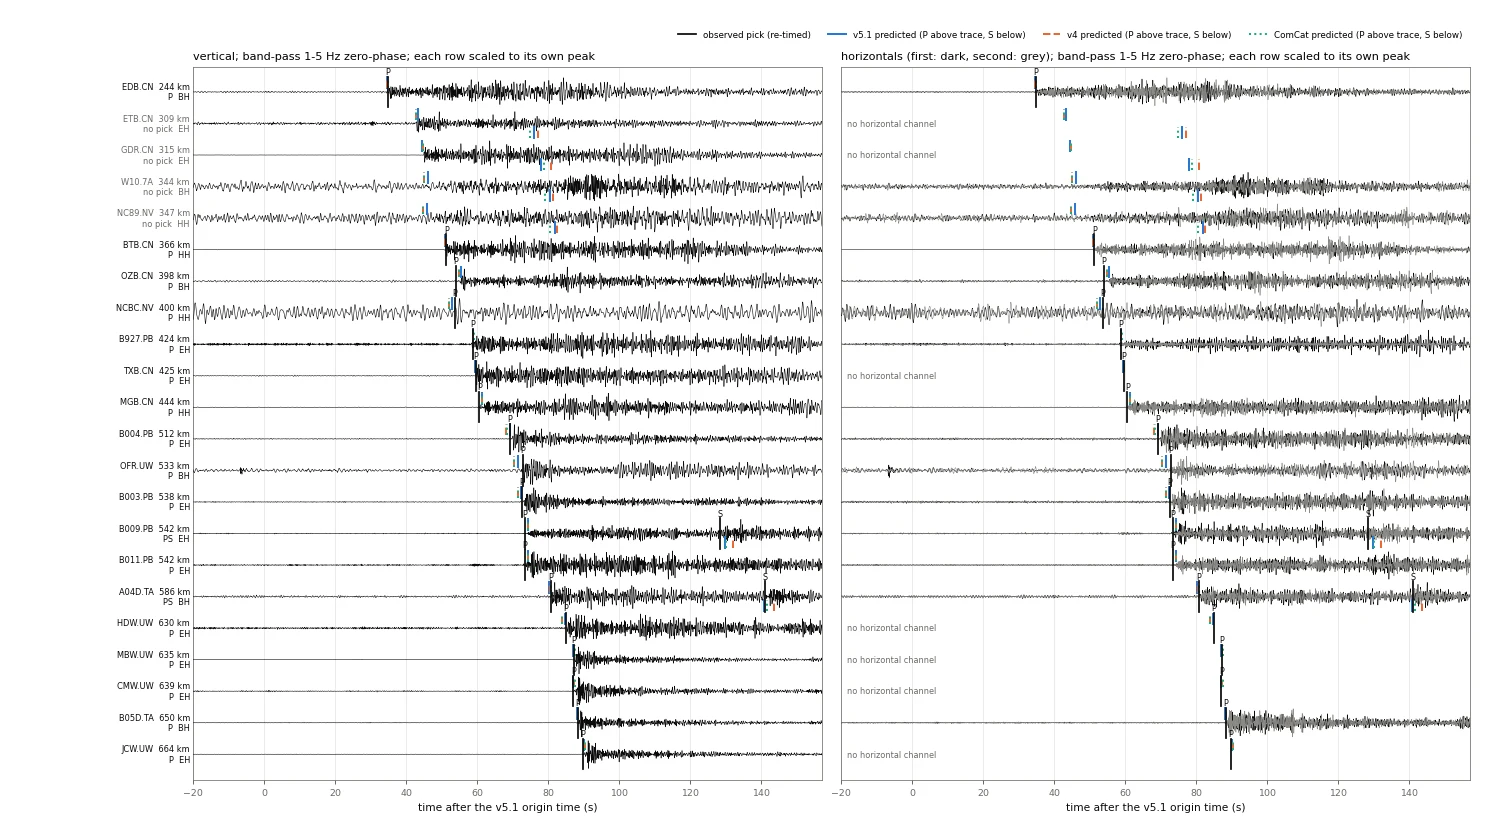 observed pick (re-timed) v5.1 predicted (P above trace, S below) v4 predicted (P above trace, S below) ComCat predicted (P above trace, S below)
vertical; band-pass 1-5 Hz zero-phase; each row scaled to its own peak
EDB.CN 244 km
P BH
ETB.CN 309 km
no pick EH
GDR.CN 315 km
no pick EH
W10.7A 344 km
no pick BH
NC89.NV 347 km
no pick HH
BTB.CN 366 km
P HH
OZB.CN 398 km
P BH
NCBC.NV 400 km
P HH
B927.PB 424 km
P EH
TXB.CN 425 km
P EH
MGB.CN 444 km
P HH
B004.PB 512 km
P EH
OFR.UW 533 km
P BH
B003.PB 538 km
P EH
B009.PB 542 km
PS EH
B011.PB 542 km
P EH
A04D.TA 586 km
PS BH
HDW.UW 630 km
P EH
MBW.UW 635 km
P EH
CMW.UW 639 km
P EH
B05D.TA 650 km
P BH
JCW.UW 664 km
P EH
P
P
P
P
P
P
P
P
P
P
P
S
P
P
S
P
P
P
P
P
−20 0 20 40 60 80 100 120 140
time after the v5.1 origin time (s)
horizontals (first: dark, second: grey); band-pass 1-5 Hz zero-phase; each row scaled to its own peak
P
no horizontal channel
no horizontal channel
P
P
P
P
P
no horizontal channel
P
P
P
P
S
P
P
P
S
P
no horizontal channel
P
no horizontal channel
P
no horizontal channel
P
P
no horizontal channel
−20 0 20 40 60 80 100 120 140
time after the v5.1 origin time (s)